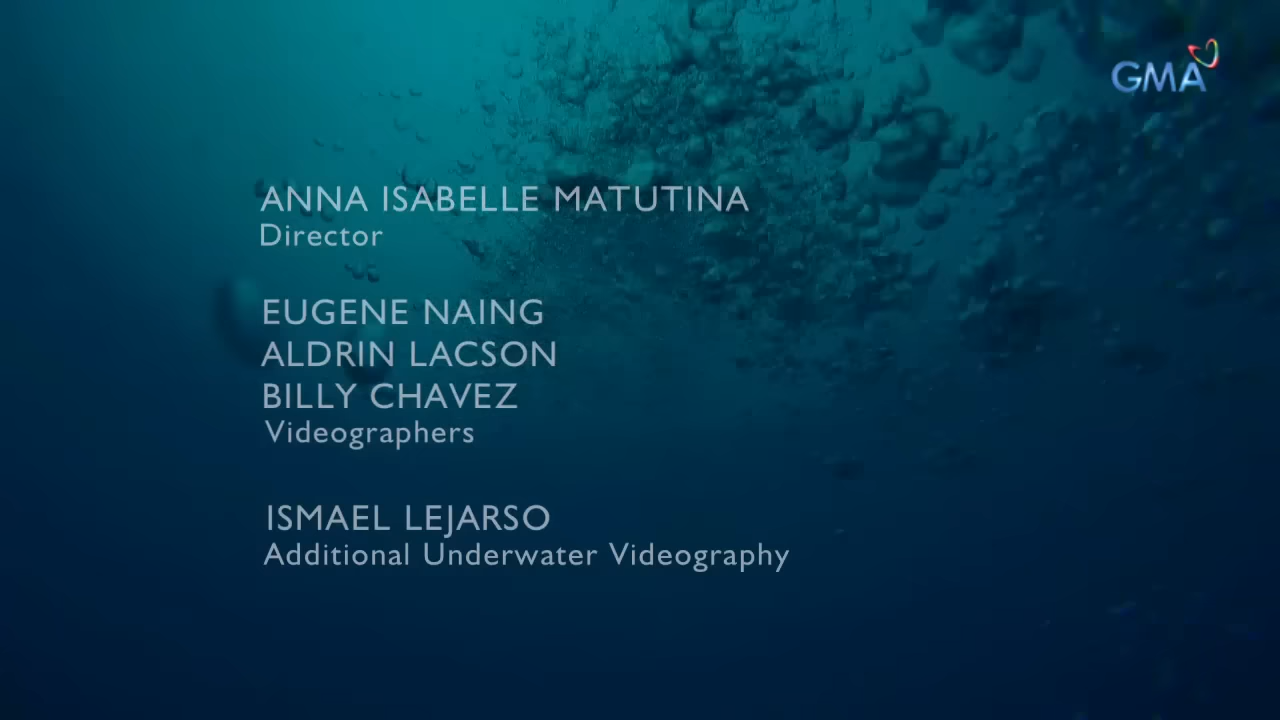 GMA
ANNA ISABELLE MATUTINA
Director
EUGENE NAING
ALDRIN LACSON
BILLY CHAVEZ
Videographers
ISMAEL LEJARSO
Additional Underwater Videography